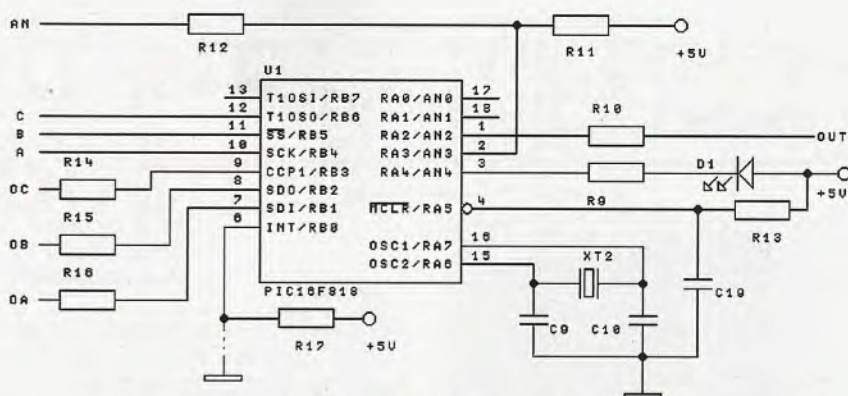 AN
R12
R11
+5V
U1
13
T1OSI/RB7
RA0/AN0
17
C
12
T1OSO/RB6
RA1/AN1
18
R10
B
11
SS/RB5
RA2/AN2
1
OUT
A
10
SCK/RB4
RA3/AN3
2
R14
9
CCP1/RB3
RA4/AN4
3
D1
OC
8
SDO/RB2
+5V
R15
7
SDI/RB1
MCLR/RA5
4
R9
6
INT/RB0
R13
OB
OSC1/RA7
16
R16
OSC2/RA6
15
XT2
OA
PIC16F818
C19
R17
+5V
C9
C10